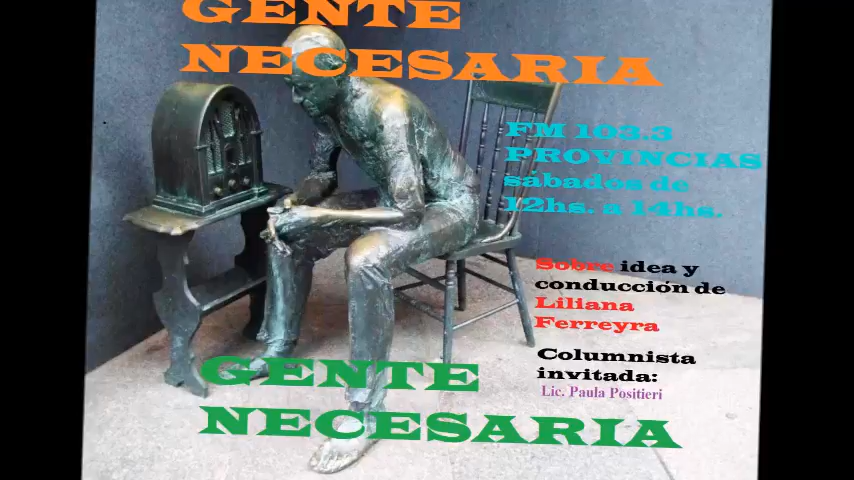 GENTE
NECESARIA
FM 103.3
PROVINCIAS
sábados de
12hs. a 14hs.
Sobre idea y
conducción de
Liliana
Ferreyra
Columnista
invitada:
Lic. Paula Positieri
GENTE
NECESARIA